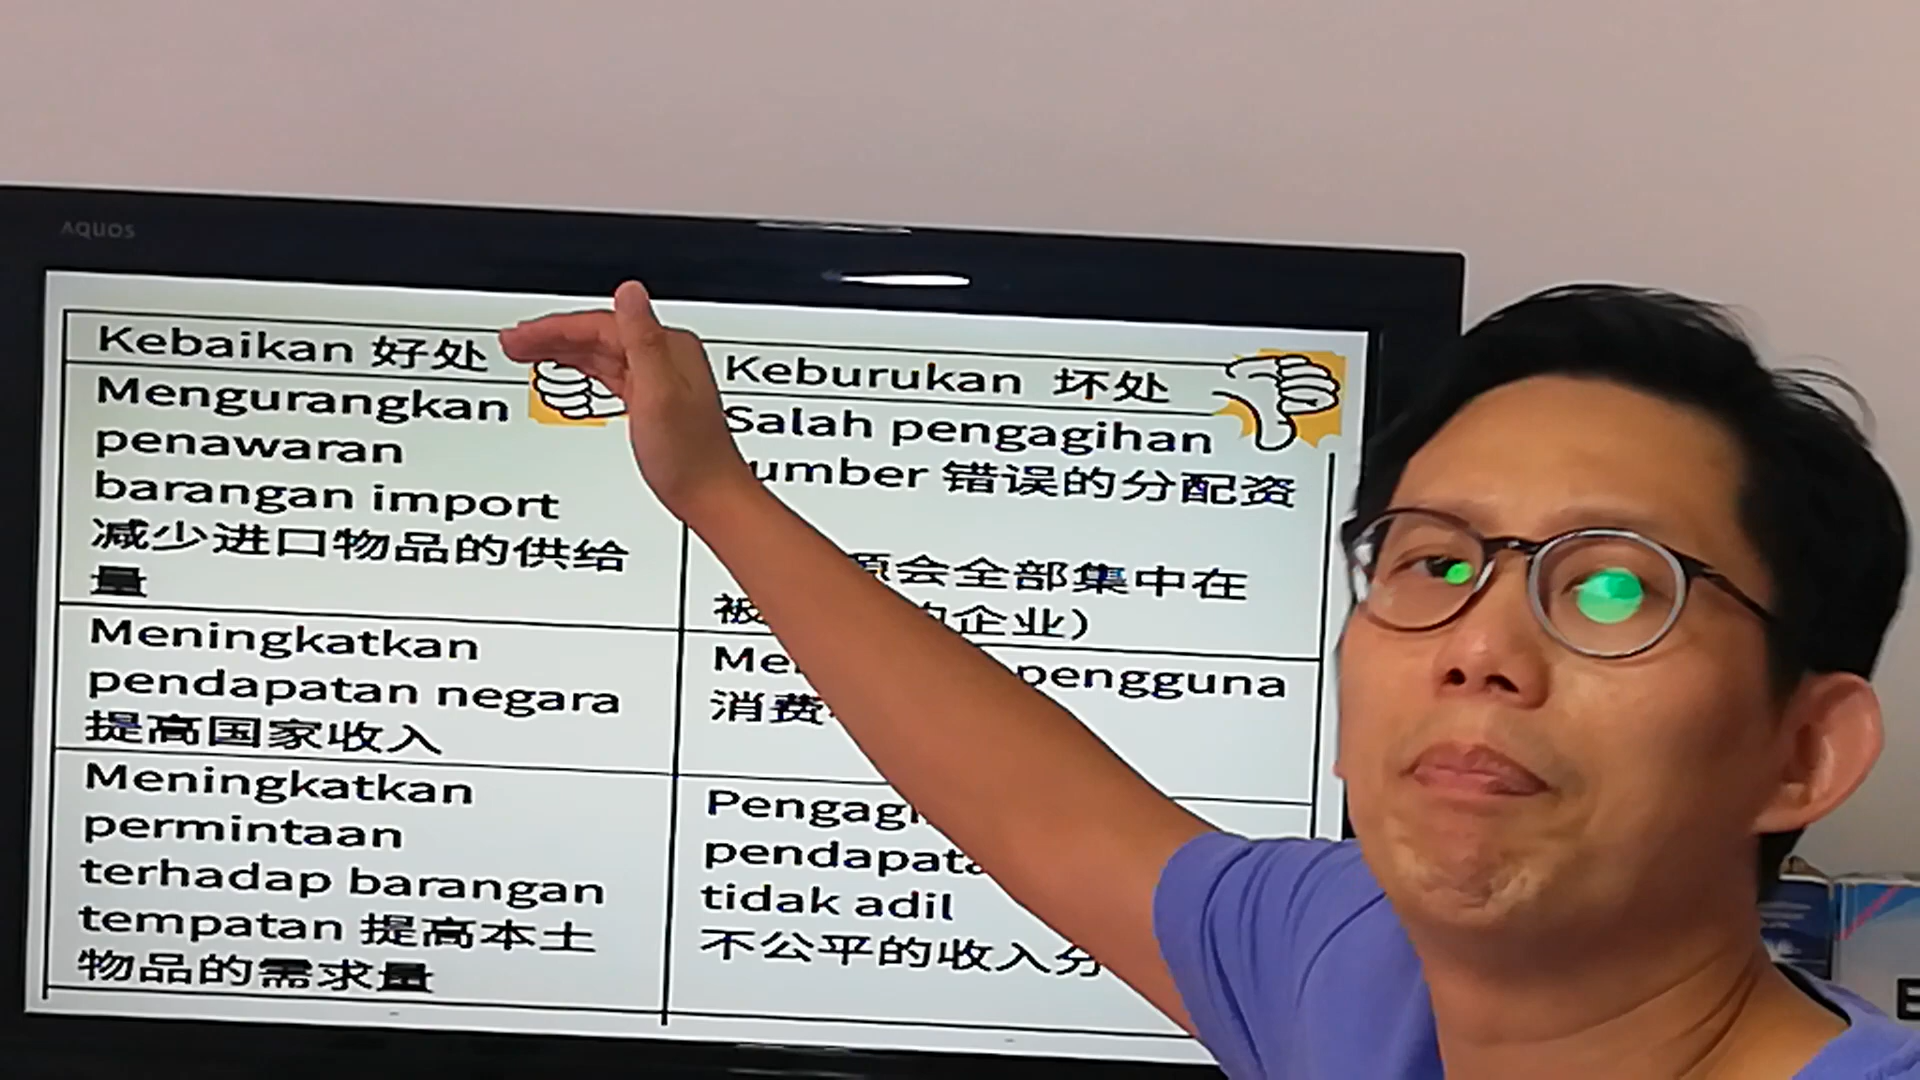 AQUOS
Kebaikan 好处
Mengurangkan
penawaran
barangan import
减少进口物品的供给
量
Meningkatkan
pendapatan negara
提高国家收入
Meningkatkan
permintaan
terhadap barangan
tempatan 提高本土
物品的需求量
Keburukan 坏处
Salah pengagihan
sumber 错误的分配资
源会全部集中在
被 的企业）
pengguna
消费
pendapatan
tidak adil
不公平的收入分